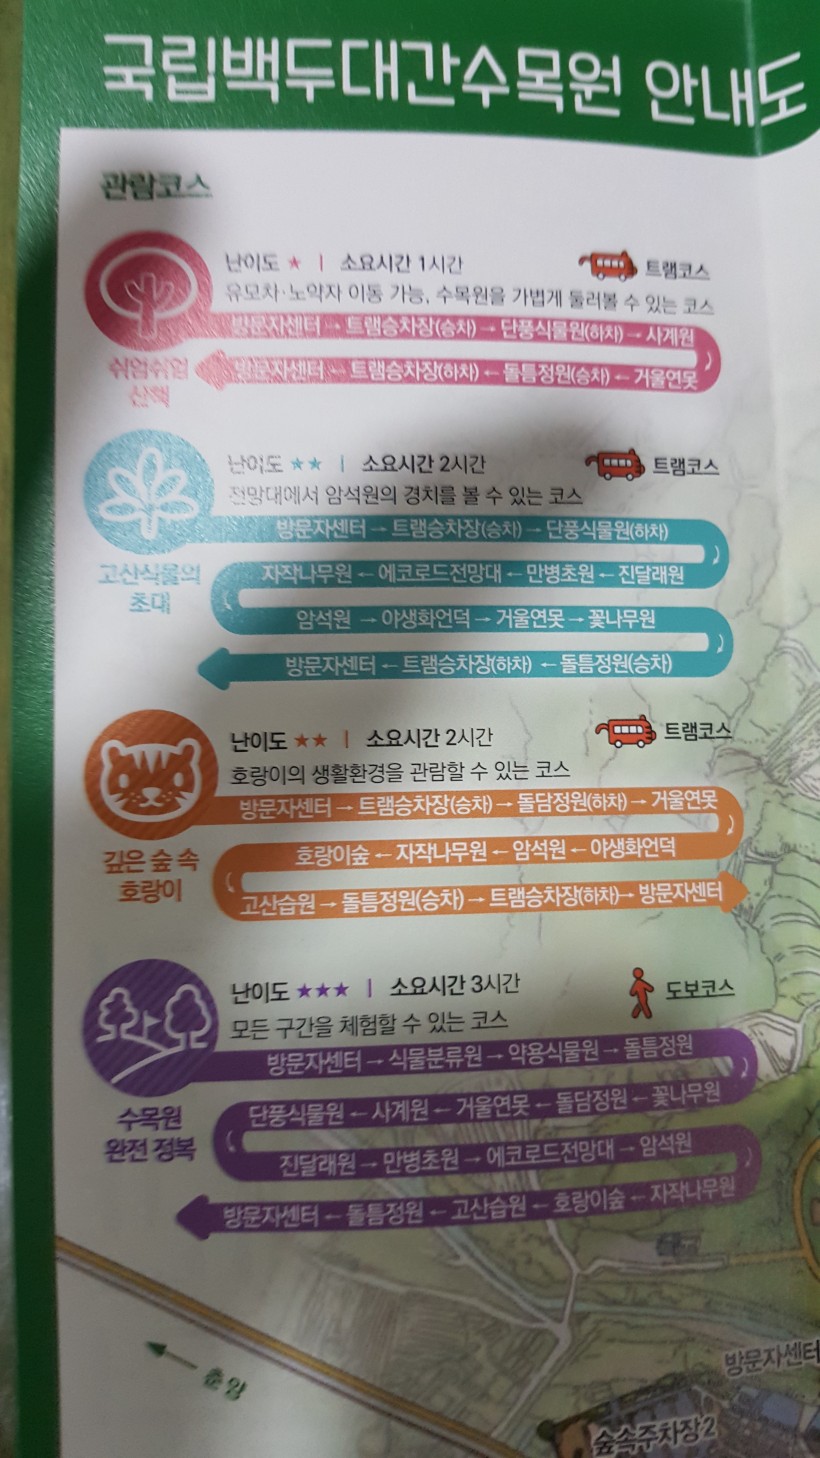 국립백두대간수목원 안내도
관람코스
난이도 ★ | 소요시간 1시간 트램코스
유모차·노약자 이동 가능, 수목원을 가볍게 둘러볼 수 있는 코스
방문자센터 → 트램승차장(승차) → 단풍식물원(하차) → 사계원
방문자센터 ← 트램승차장(하차) ← 돌틈정원(승차) ← 거울연못
쉬엄쉬엄
산책
난이도 ★★ | 소요시간 2시간 트램코스
전망대에서 암석원의 경치를 볼 수 있는 코스
방문자센터 → 트램승차장(승차) → 단풍식물원(하차)
자작나무원 ← 에코로드전망대 ← 만병초원 ← 진달래원
고산식물의
초대
암석원 → 야생화언덕 → 거울연못 → 꽃나무원
방문자센터 ← 트램승차장(하차) ← 돌틈정원(승차)
난이도 ★★ | 소요시간 2시간 트램코스
호랑이의 생활환경을 관람할 수 있는 코스
방문자센터 → 트램승차장(승차) → 돌담정원(하차) → 거울연못
호랑이숲 ← 자작나무원 ← 암석원 ← 야생화언덕
깊은 숲 속
호랑이
고산습원 → 돌틈정원(승차) → 트램승차장(하차) → 방문자센터
난이도 ★★★ | 소요시간 3시간 도보코스
모든 구간을 체험할 수 있는 코스
방문자센터 → 식물분류원 → 약용식물원 → 돌틈정원
단풍식물원 ← 사계원 ← 거울연못 ← 돌담정원 ← 꽃나무원
수목원
완전 정복
진달래원 → 만병초원 → 에코로드전망대 → 암석원
방문자센터 ← 돌틈정원 ← 고산습원 ← 호랑이숲 ← 자작나무원
춘양
방문자센터
숲속주차장2